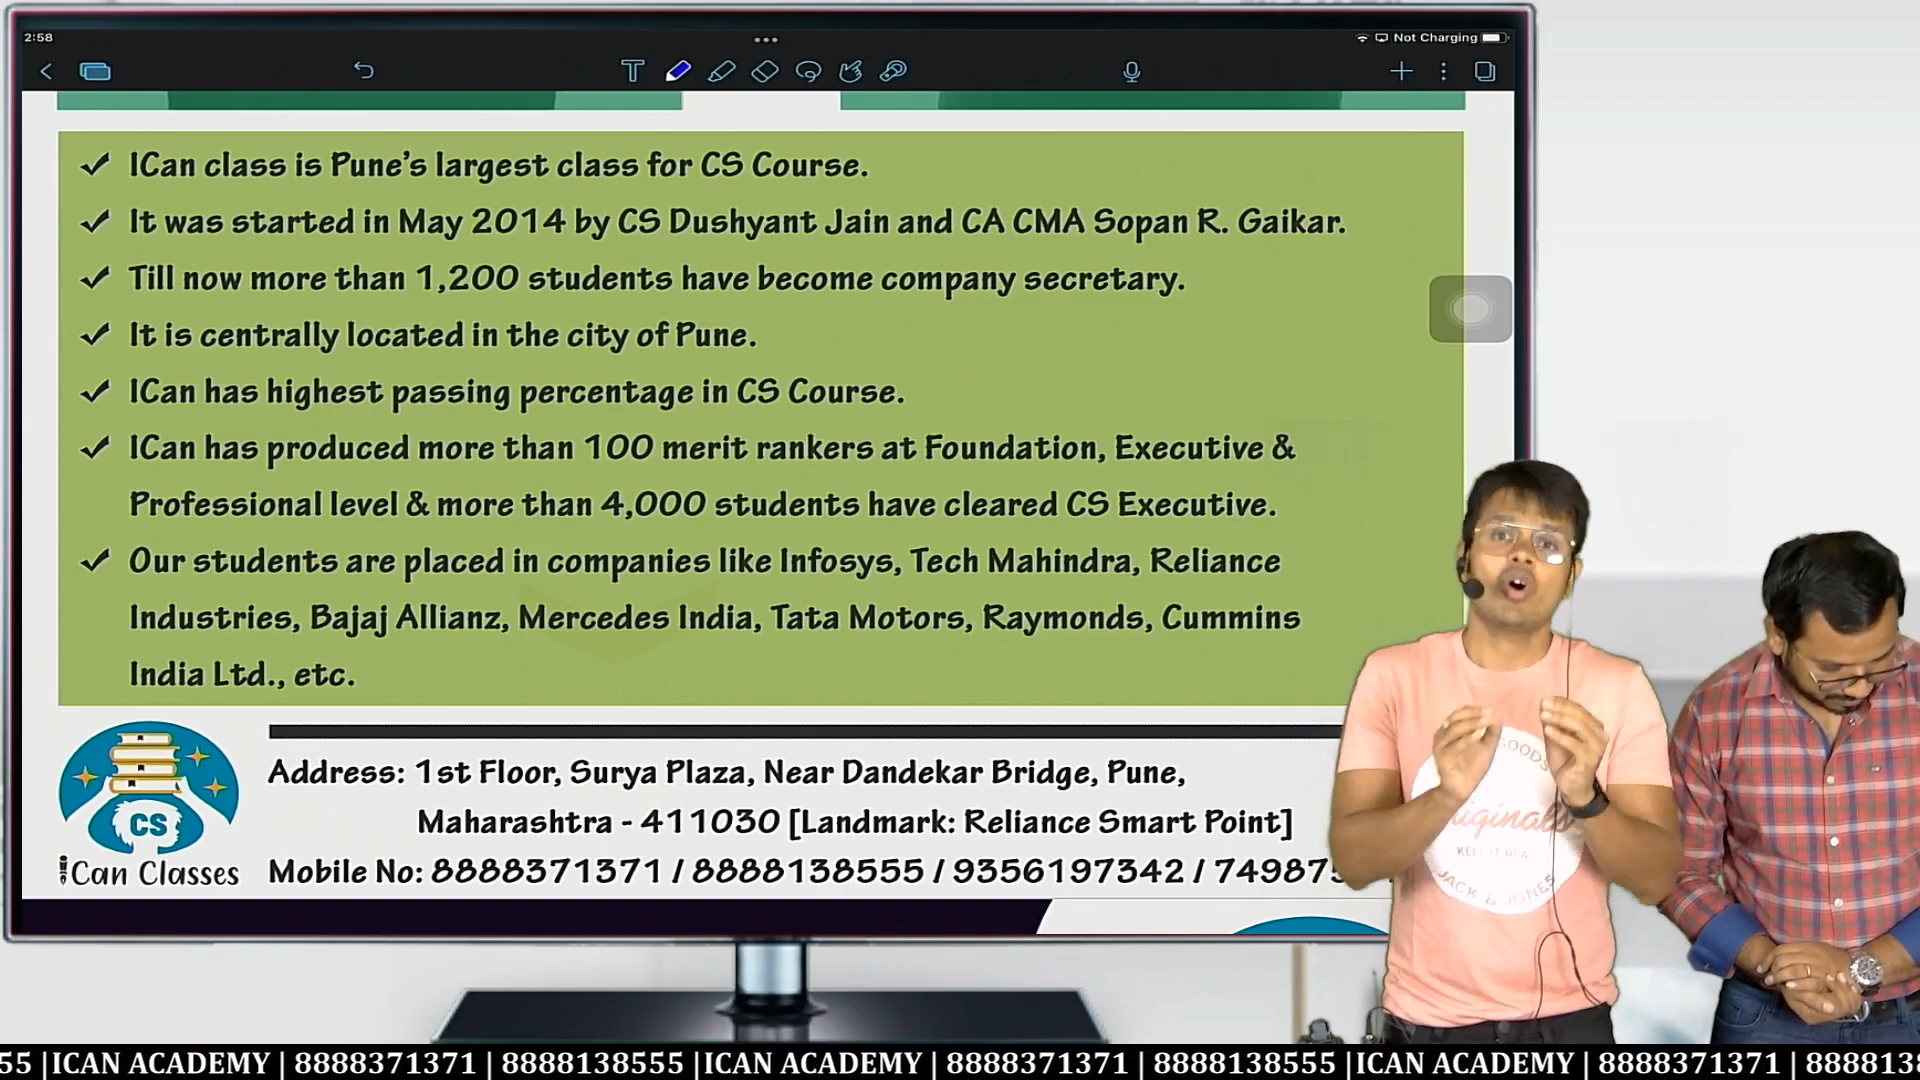 2:58
Not Charging
ICan class is Pune's largest class for CS Course.
It was started in May 2014 by CS Dushyant Jain and CA CMA Sopan R. Gaikar.
Till now more than 1,200 students have become company secretary.
It is centrally located in the city of Pune.
ICan has highest passing percentage in CS Course.
ICan has produced more than 100 merit rankers at Foundation, Executive &
Professional level & more than 4,000 students have cleared CS Executive.
Our students are placed in companies like Infosys, Tech Mahindra, Reliance
Industries, Bajaj Allianz, Mercedes India, Tata Motors, Raymonds, Cummins
India Ltd., etc.
CS
iCan Classes
Address: 1st Floor, Surya Plaza, Near Dandekar Bridge, Pune,
Maharashtra - 411030 [Landmark: Reliance Smart Point]
Mobile No: 8888371371 / 8888138555 / 9356197342 / 74987
GOODS
KEEP IT REAL
JACK & JONES
55 | ICAN ACADEMY | 8888371371 | 8888138555 | ICAN ACADEMY | 8888371371 | 8888138555 | ICAN ACADEMY | 8888371371 | 888813